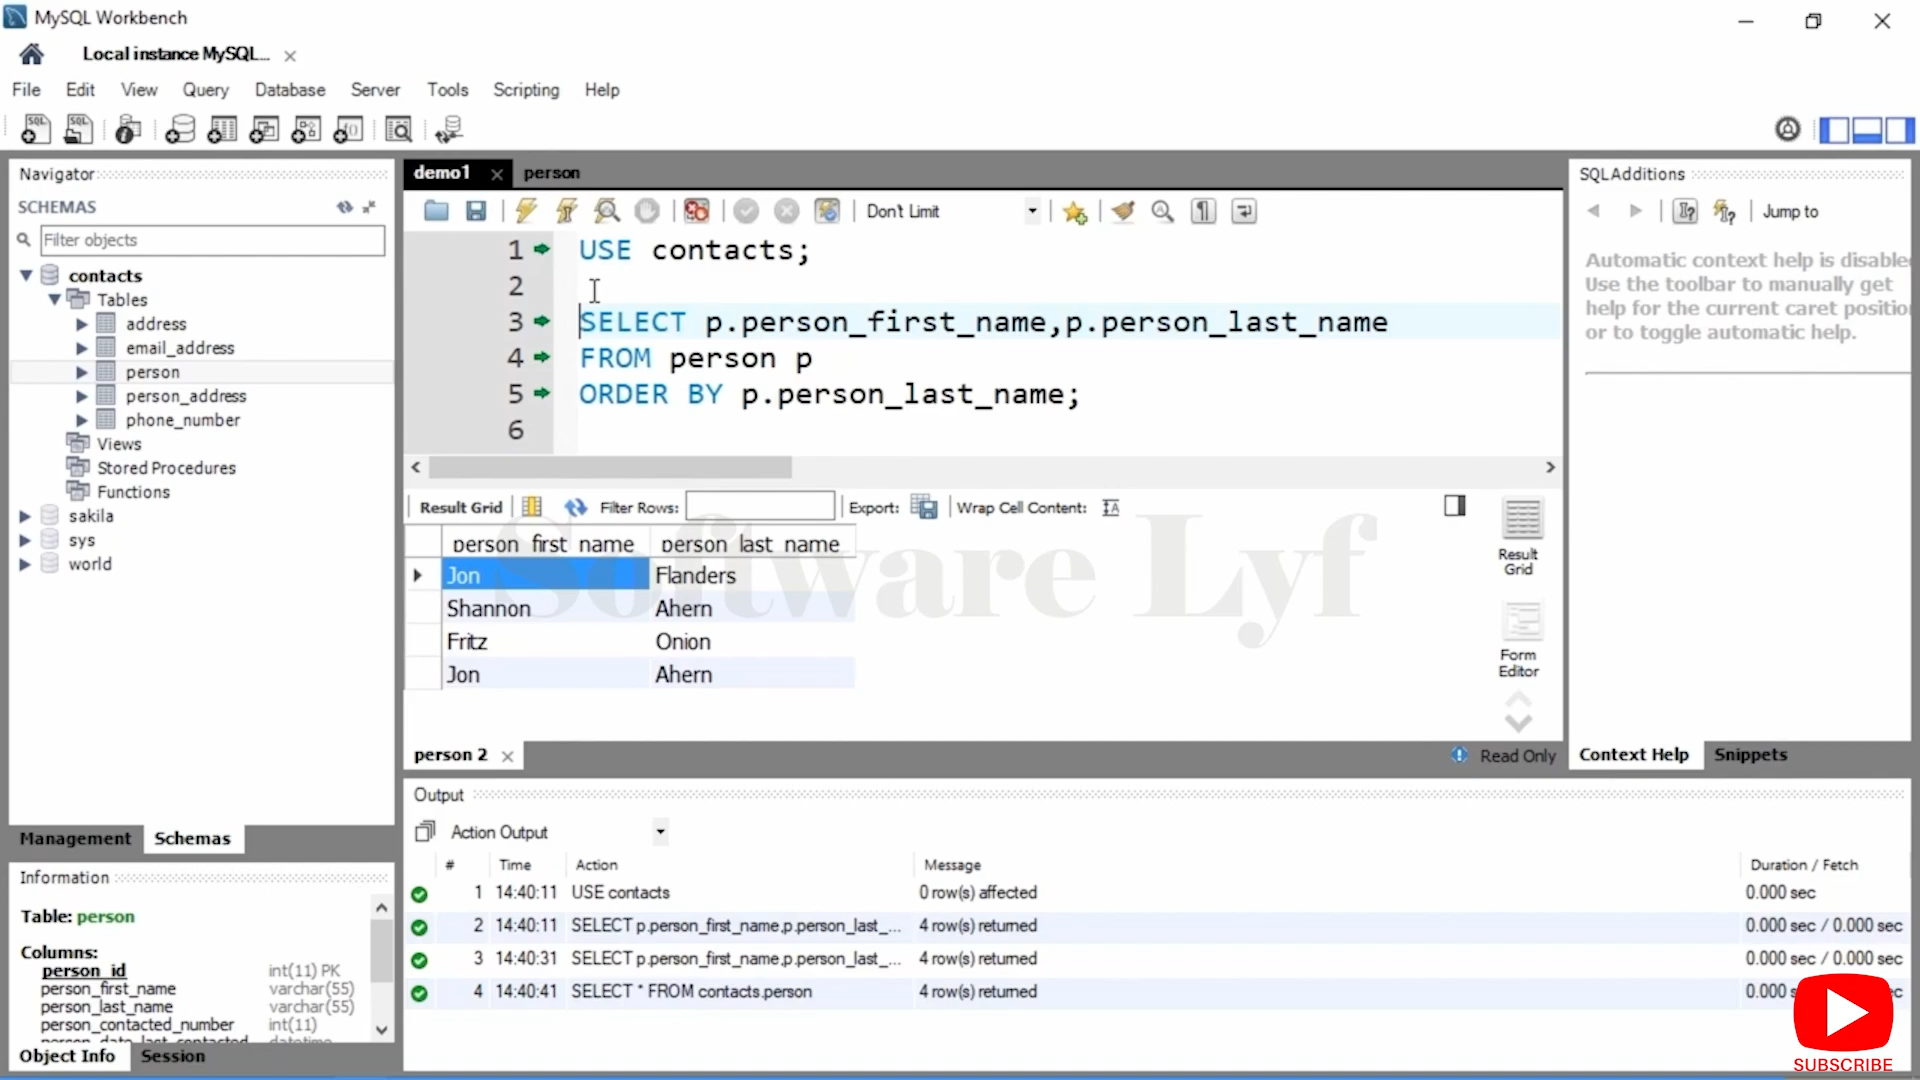 MySQL Workbench
Local instance MySQL...
File Edit View Query Database Server Tools Scripting Help
Navigator
SCHEMAS
Filter objects
contacts
Tables
address
email_address
person
person_address
phone_number
Views
Stored Procedures
Functions
sakila
sys
world
Management Schemas
Information
Table: person
Columns:
person_id int(11) PK
person_first_name varchar(55)
person_last_name varchar(55)
person_contacted_number int(11)
person_date_last_contacted datetime
Object Info Session
demo1 person
Don't Limit
1 USE contacts;
2
3 SELECT p.person_first_name,p.person_last_name
4 FROM person p
5 ORDER BY p.person_last_name;
6
Result Grid Filter Rows: Export: Wrap Cell Content:
person_first_name person_last_name
Jon Flanders
Shannon Ahern
Fritz Onion
Jon Ahern
Software Lyf
Result
Grid
Form
Editor
person 2 Read Only
SQLAdditions
Jump to
Automatic context help is disable
Use the toolbar to manually get
help for the current caret positio
or to toggle automatic help.
Context Help Snippets
Output
Action Output
# Time Action Message Duration / Fetch
1 14:40:11 USE contacts 0 row(s) affected 0.000 sec
2 14:40:11 SELECT p.person_first_name,p.person_last_... 4 row(s) returned 0.000 sec / 0.000 sec
3 14:40:31 SELECT p.person_first_name,p.person_last_... 4 row(s) returned 0.000 sec / 0.000 sec
4 14:40:41 SELECT * FROM contacts.person 4 row(s) returned 0.000
SUBSCRIBE